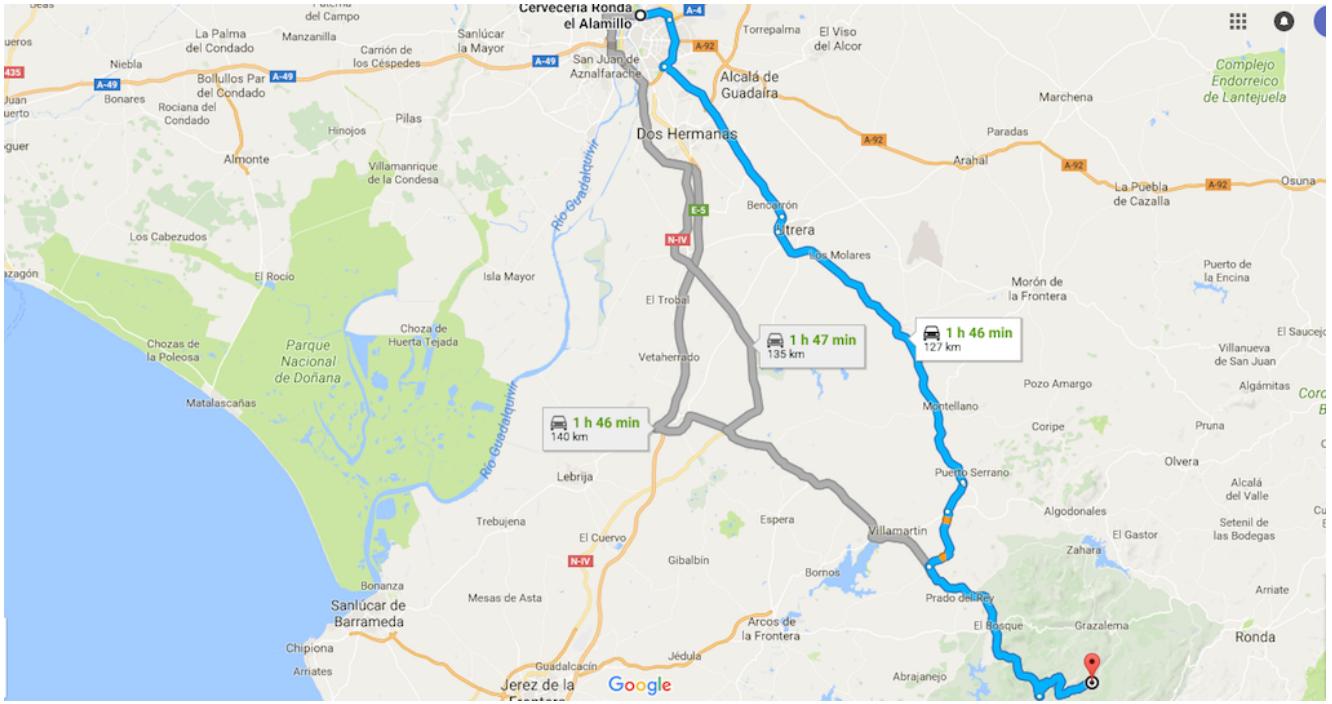 Cervecería Ronda
el Alamillo
A-4
del Campo
La Palma
del Condado
Manzanilla
Sanlúcar
la Mayor
Torrepalma
El Viso
del Alcor
Carrión de
los Céspedes
A-92
Niebla
A-49
San Juan de
Aznalfarache
Complejo
Endorreico
de Lantejuela
435
A-49
Bollullos Par
del Condado
A-49
Alcalá de
Guadaira
Bonares
Rociana del
Condado
Pilas
Marchena
Hinojos
Dos Hermanas
Paradas
A-92
Almonte
Villamanrique
de la Condesa
Arahal
Río Guadalquivir
La Puebla
de Cazalla
A-92
Osuna
Bencarrón
E-5
Utrera
Los Cabezudos
N-IV
Los Molares
El Rocío
Isla Mayor
Puerto de
la Encina
Morón de
la Frontera
El Trobal
Choza de
Huerta Tejada
1 h 47 min
135 km
1 h 46 min
127 km
El Saucejo
Chozas de
la Poleosa
Parque
Nacional
de Doñana
Vetaherrado
Villanueva
de San Juan
Pozo Amargo
Algámitas
Matalascañas
Río Guadalquivir
Montellano
1 h 46 min
140 km
Coripe
Pruna
Olvera
Lebrija
Puerto Serrano
Alcalá
del Valle
Trebujena
Espera
Villamartin
Algodonales
El Gastor
Setenil de
las Bodegas
El Cuervo
Zahara
N-IV
Gibalbín
Bornos
Bonanza
Arriate
Mesas de Asta
Prado del Rey
Sanlúcar de
Barrameda
Arcos de
la Frontera
El Bosque
Grazalema
Ronda
Chipiona
Jédula
Guadalcacín
Arriates
Abrajanejo
Jerez de la
Frontera
Google